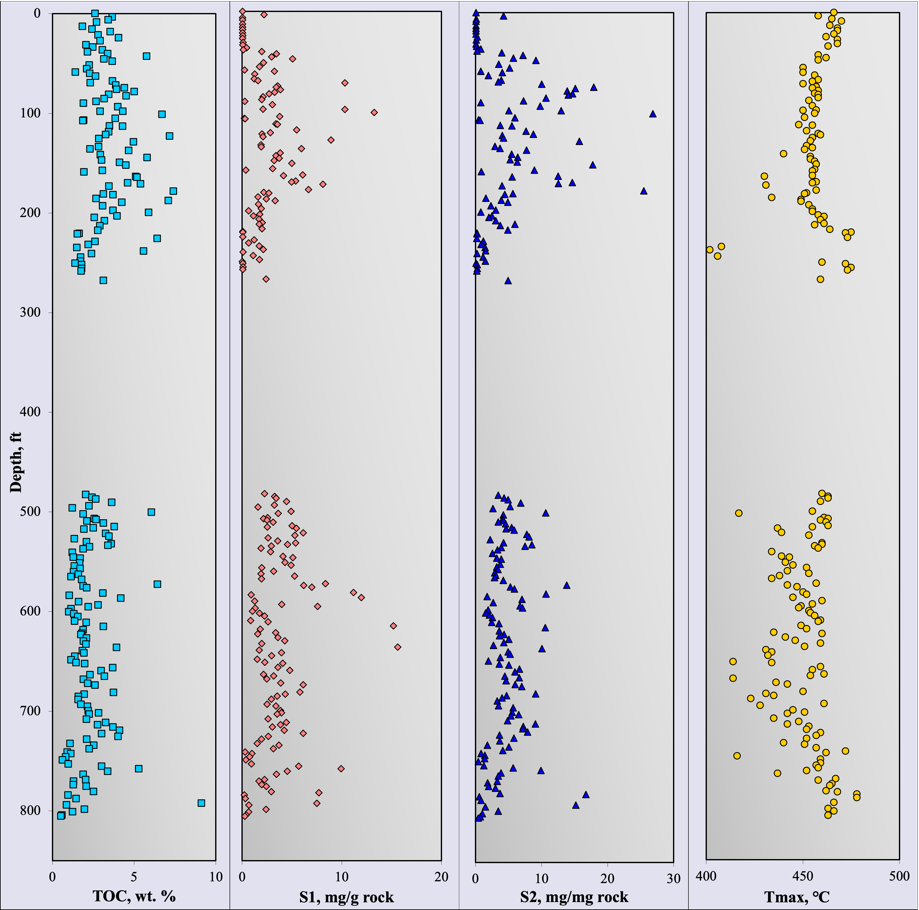 0
100
200
300
400
500
600
700
800
Depth, ft
0 5 10
TOC, wt. %
0 10 20
S1, mg/g rock
0 10 20 30
S2, mg/mg rock
400 450 500
Tmax, °C